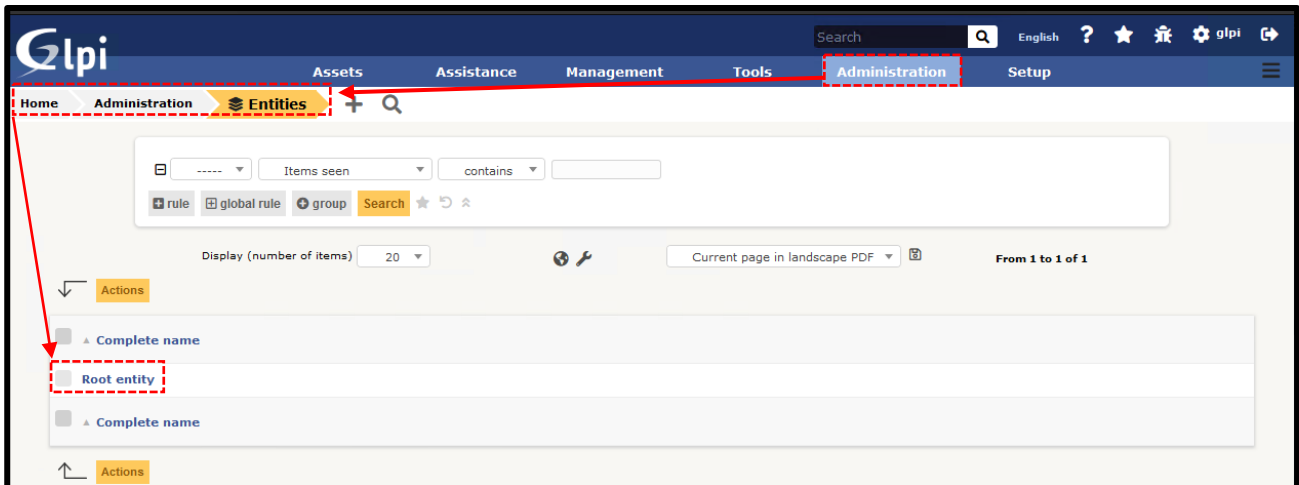 Glpi
Search
English ? glpi
Assets Assistance Management Tools Administration Setup
Home Administration Entities
----- Items seen contains
rule global rule group Search
Display (number of items) 20 Current page in landscape PDF From 1 to 1 of 1
Actions
Complete name
Root entity
Complete name
Actions